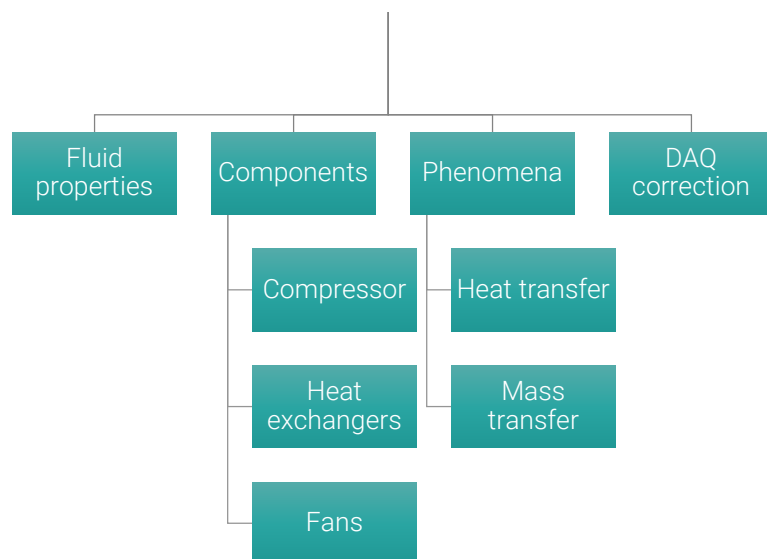 Fluid
properties
Components
Phenomena
DAQ
correction
Compressor
Heat transfer
Heat
exchangers
Mass
transfer
Fans